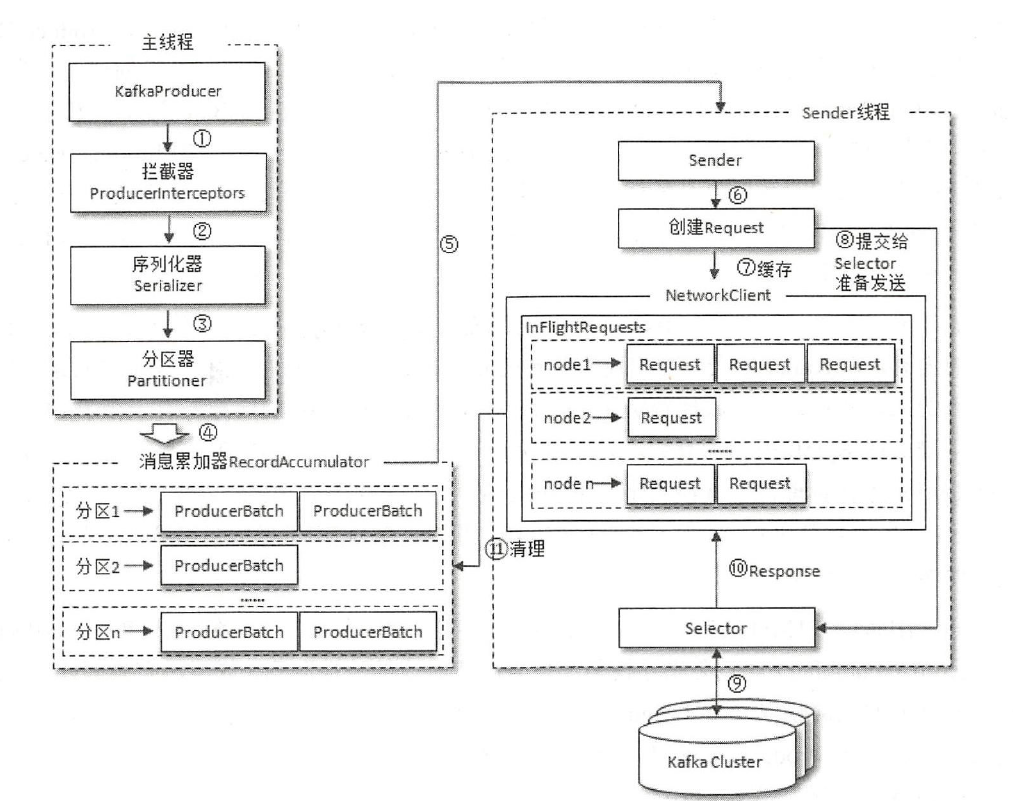 主线程
KafkaProducer
①
拦截器
ProducerInterceptors
②
序列化器
Serializer
③
分区器
Partitioner
④
消息累加器RecordAccumulator
分区1
ProducerBatch
ProducerBatch
分区2
ProducerBatch
……
分区n
ProducerBatch
ProducerBatch
⑤
Sender线程
Sender
⑥
创建Request
⑦缓存
⑧提交给
Selector
准备发送
NetworkClient
InFlightRequests
node1
Request
Request
Request
node2
Request
……
node n
Request
Request
⑪清理
⑩Response
Selector
⑨
Kafka Cluster